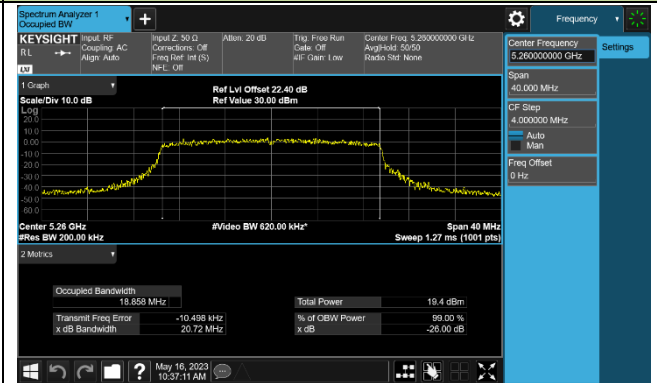 Spectrum Analyzer 1
Occupied BW
Frequency
KEYSIGHT
RL
LXI
Input: RF
Coupling: AC
Align: Auto
Input Z: 50 Ω
Corrections: Off
Freq Ref: Int (S)
NFE: Off
Atten: 20 dB
Trig: Free Run
Gate: Off
#IF Gain: Low
Center Freq: 5.260000000 GHz
Avg|Hold: 50/50
Radio Std: None
Center Frequency
5.260000000 GHz
Settings
Span
40.000 MHz
CF Step
4.000000 MHz
Auto
Man
Freq Offset
0 Hz
1 Graph
Scale/Div 10.0 dB
Ref Lvl Offset 22.40 dB
Ref Value 30.00 dBm
Log
20.0
10.0
0.00
-10.0
-20.0
-30.0
-40.0
-50.0
-60.0
Center 5.26 GHz
#Res BW 200.00 kHz
#Video BW 620.00 kHz*
Span 40 MHz
Sweep 1.27 ms (1001 pts)
2 Metrics
Occupied Bandwidth
18.858 MHz
Total Power 19.4 dBm
Transmit Freq Error -10.498 kHz
% of OBW Power 99.00 %
x dB Bandwidth 20.72 MHz
x dB -26.00 dB
May 16, 2023
10:37:11 AM